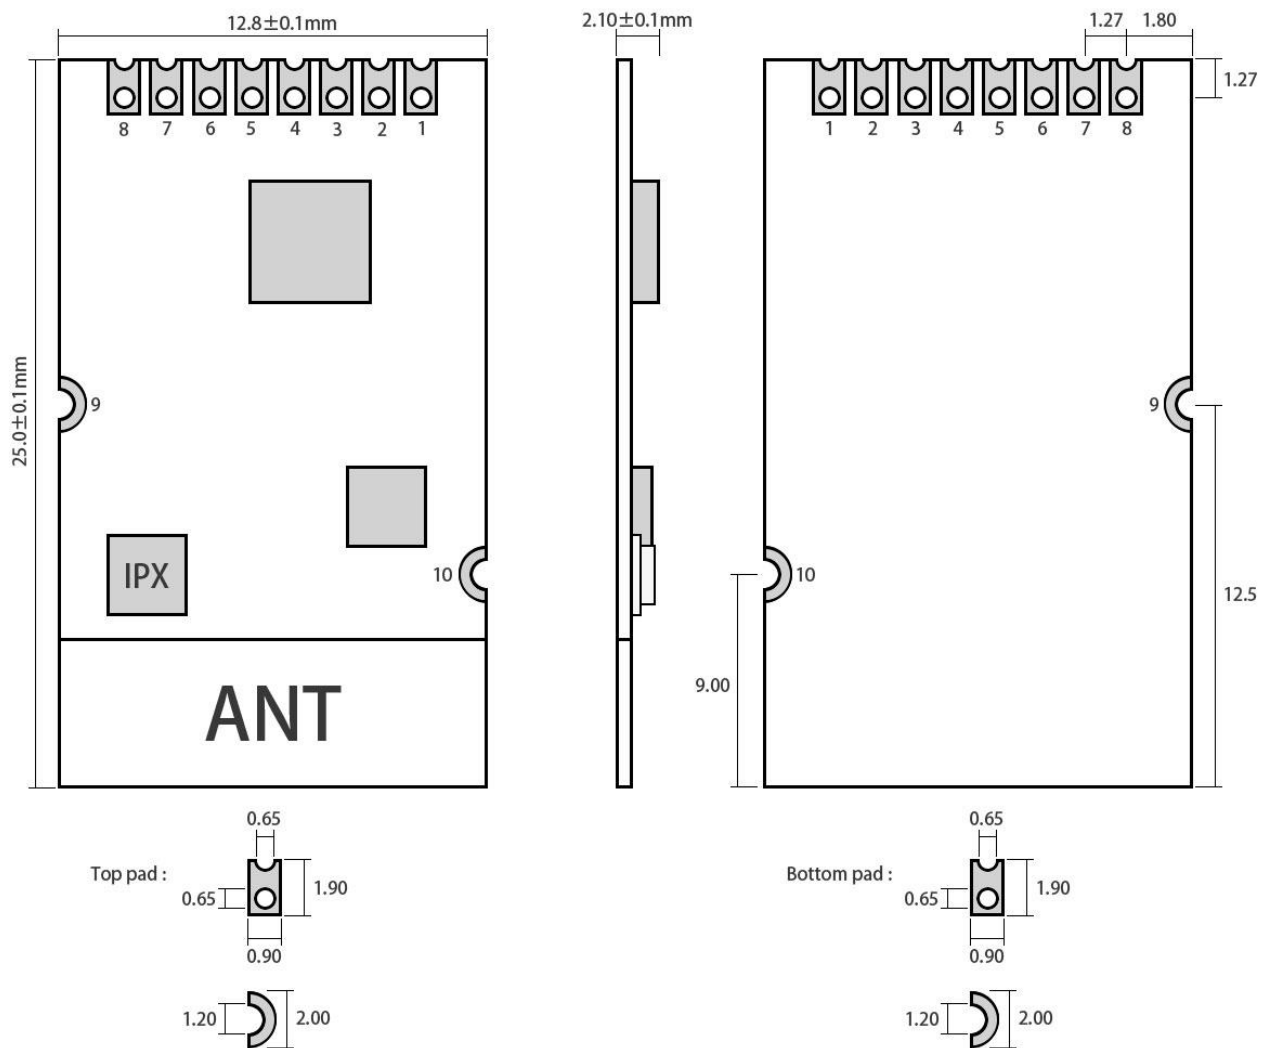 12.8±0.1mm
2.10±0.1mm
1.27 1.80
1.27
8 7 6 5 4 3 2 1
1 2 3 4 5 6 7 8
25.0±0.1mm
9
9
IPX
10
10
12.5
9.00
ANT
0.65
0.65
Top pad :
1.90
0.65
0.90
Bottom pad :
1.90
0.65
0.90
1.20
2.00
1.20
2.00